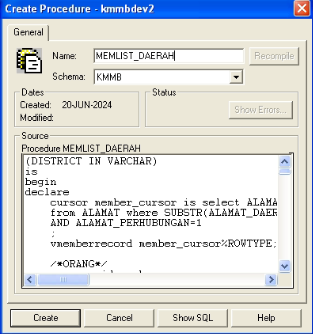 Create Procedure - kmmbdev2
General
Name: MEMLIST_DAERAH Recompile
Schema: KMMB
Dates Status
Created: 20-JUN-2024 Show Errors...
Modified:
Source
Procedure MEMLIST_DAERAH
(DISTRICT IN VARCHAR)
is
begin
declare
cursor member_cursor is select ALAMA
from ALAMAT where SUBSTR(ALAMAT_DAER
AND ALAMAT_PERHUBUNGAN=1
;
vmemberrecord member_cursor%ROWTYPE;
/*ORANG*/
Create Cancel Show SQL Help